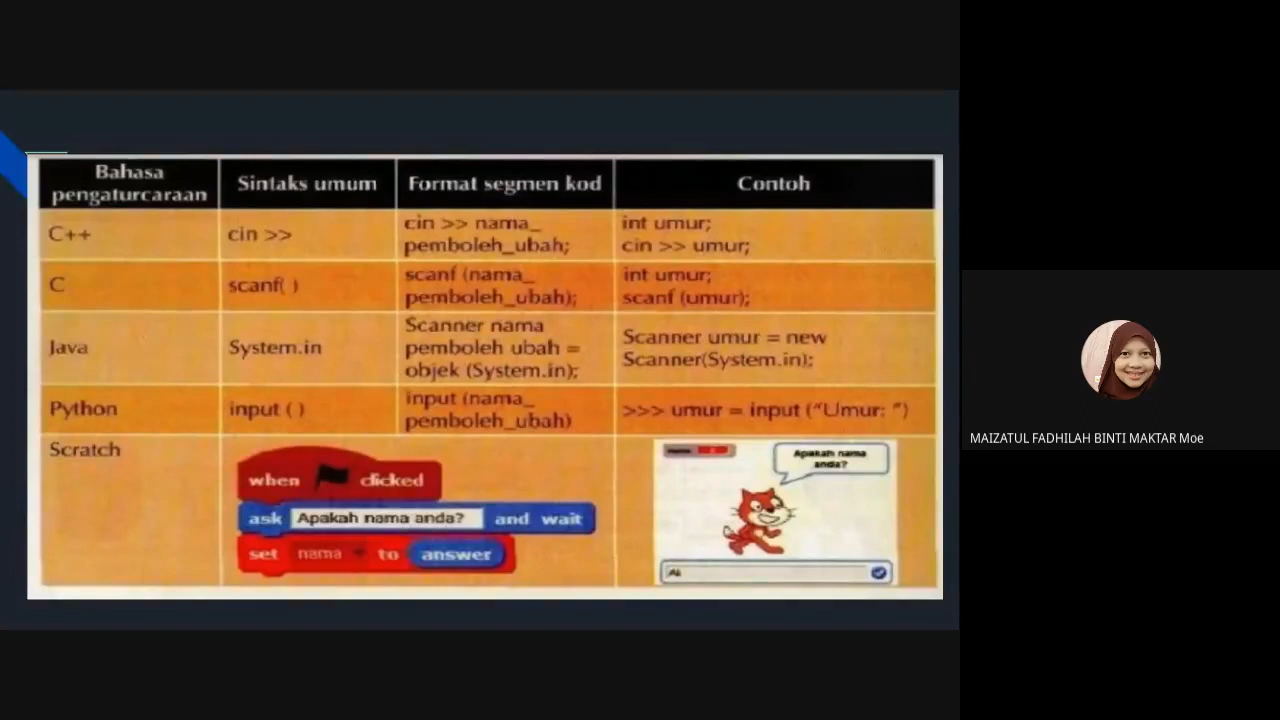 Bahasa
pengaturcaraan
Sintaks umum
Format segmen kod
Contoh
C++
cin >>
cin >> nama_
pemboleh_ubah;
int umur;
cin >> umur;
C
scanf( )
scanf (nama_
pemboleh_ubah);
int umur;
scanf (umur);
Java
System.in
Scanner nama
pemboleh ubah =
objek (System.in);
Scanner umur = new
Scanner(System.in);
Python
input ( )
input (nama_
pemboleh_ubah)
>>> umur = input (“Umur: ”)
Scratch
when clicked
ask Apakah nama anda? and wait
set nama to answer
Apakah nama
anda?
MAIZATUL FADHILAH BINTI MAKTAR Moe